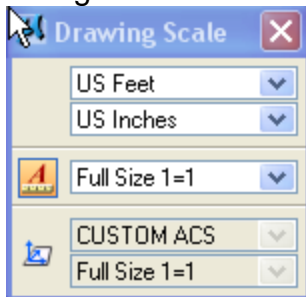 Drawing Scale
US Feet
US Inches
A
Full Size 1=1
CUSTOM ACS
Full Size 1=1